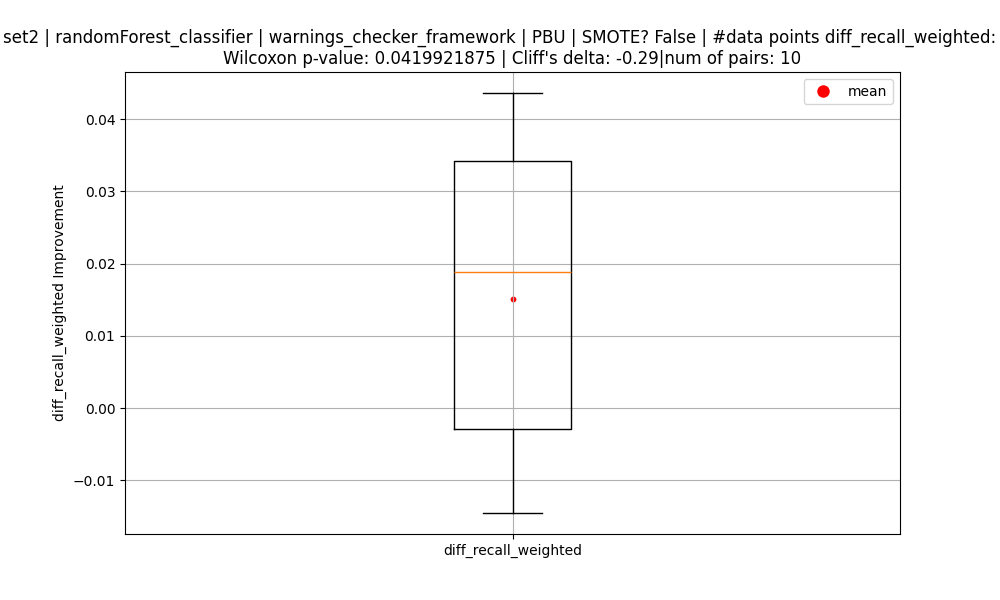 set2 | randomForest_classifier | warnings_checker_framework | PBU | SMOTE? False | #data points diff_recall_weighted:
Wilcoxon p-value: 0.0419921875 | Cliff's delta: -0.29|num of pairs: 10
mean
0.04
0.03
0.02
0.01
0.00
−0.01
diff_recall_weighted Improvement
diff_recall_weighted